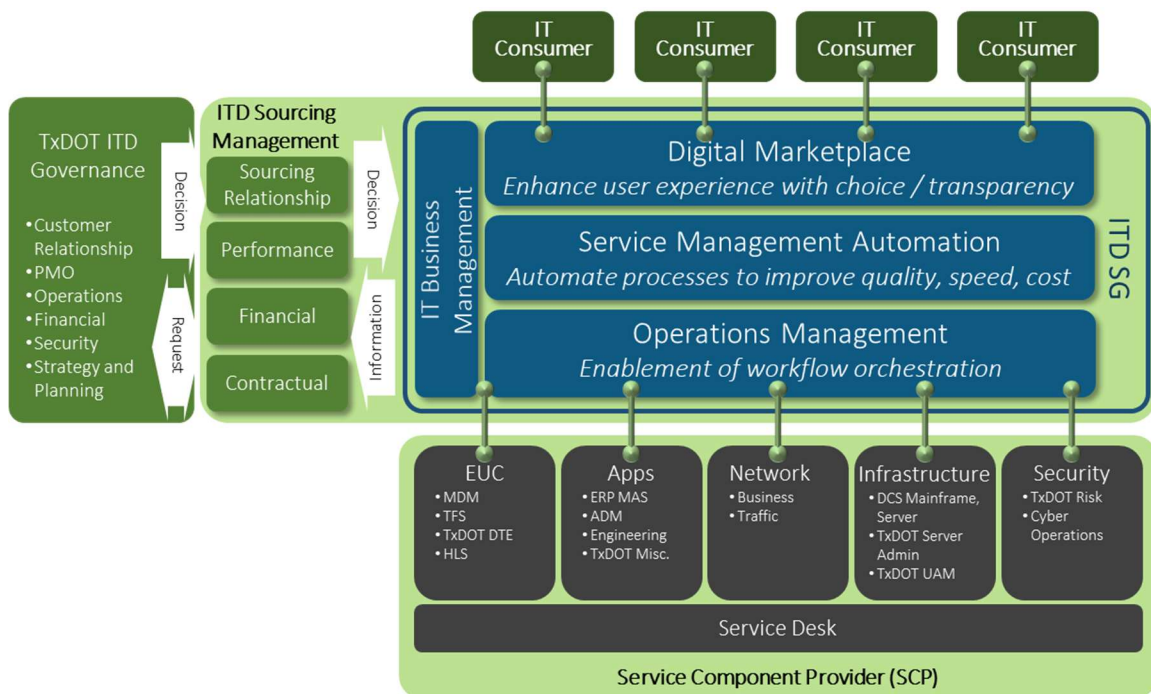 IT
Consumer
IT
Consumer
IT
Consumer
IT
Consumer
TxDOT ITD
Governance
•Customer
Relationship
•PMO
•Operations
•Financial
•Security
•Strategy and
Planning
Decision
Request
ITD Sourcing
Management
Sourcing
Relationship
Performance
Financial
Contractual
Decision
Information
IT Business
Management
Digital Marketplace
Enhance user experience with choice / transparency
Service Management Automation
Automate processes to improve quality, speed, cost
Operations Management
Enablement of workflow orchestration
ITD SG
EUC
•MDM
•TFS
•TxDOT DTE
•HLS
Apps
•ERP MAS
•ADM
•Engineering
•TxDOT Misc.
Network
•Business
•Traffic
Infrastructure
•DCS Mainframe,
Server
•TxDOT Server
Admin
•TxDOT UAM
Security
•TxDOT Risk
•Cyber
Operations
Service Desk
Service Component Provider (SCP)